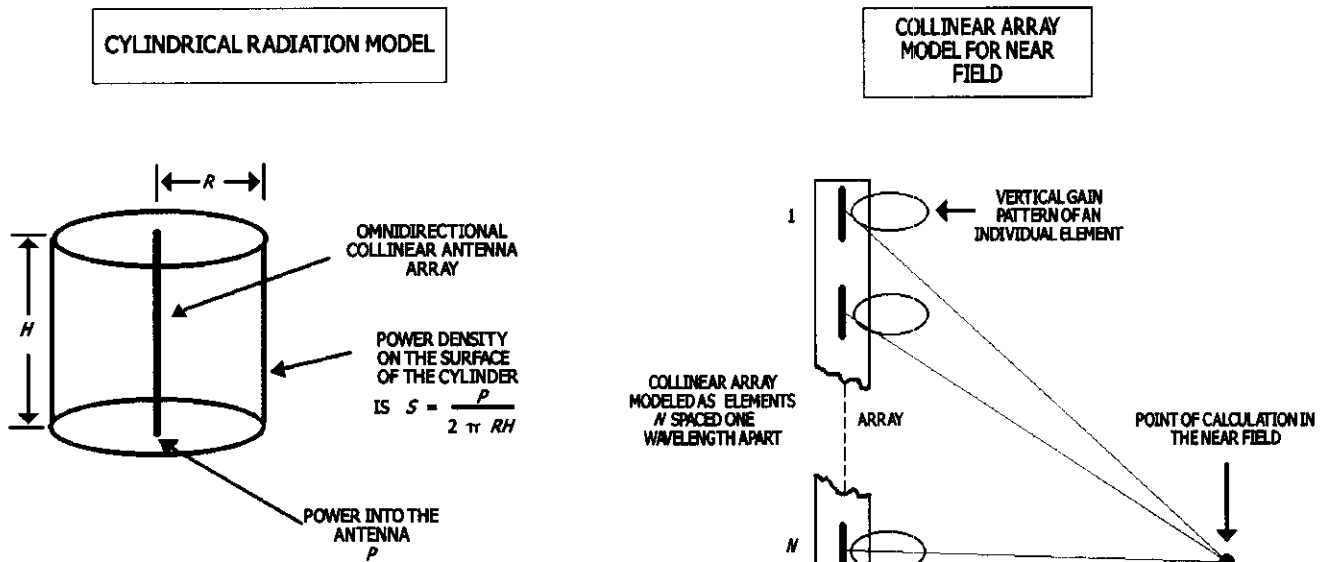 CYLINDRICAL RADIATION MODEL
R
H
OMNIDIRECTIONAL
COLLINEAR ANTENNA
ARRAY
POWER DENSITY
ON THE SURFACE
OF THE CYLINDER
IS S = P / 2 π RH
POWER INTO THE
ANTENNA
P
COLLINEAR ARRAY
MODEL FOR NEAR
FIELD
1
VERTICAL GAIN
PATTERN OF AN
INDIVIDUAL ELEMENT
COLLINEAR ARRAY
MODELED AS ELEMENTS
N SPACED ONE
WAVELENGTH APART
ARRAY
POINT OF CALCULATION IN
THE NEAR FIELD
N